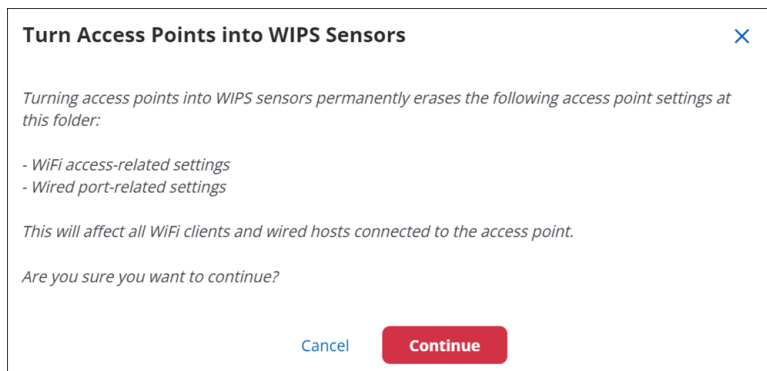 Turn Access Points into WIPS Sensors
Turning access points into WIPS sensors permanently erases the following access point settings at
this folder:
- WiFi access-related settings
- Wired port-related settings
This will affect all WiFi clients and wired hosts connected to the access point.
Are you sure you want to continue?
Cancel
Continue